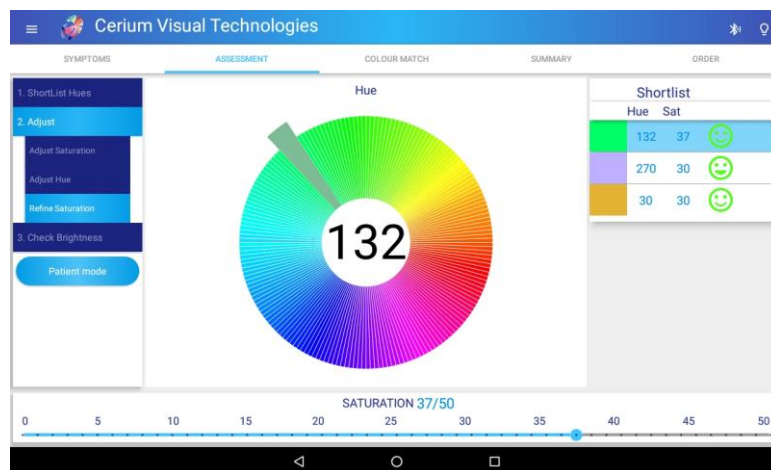 Cerium Visual Technologies
SYMPTOMS ASSESSMENT COLOUR MATCH SUMMARY ORDER
1. ShortList Hues
2. Adjust
Adjust Saturation
Adjust Hue
Refine Saturation
3. Check Brightness
Patient mode
Hue
132
Shortlist
Hue Sat
132 37
270 30
30 30
SATURATION 37/50
0 5 10 15 20 25 30 35 40 45 50